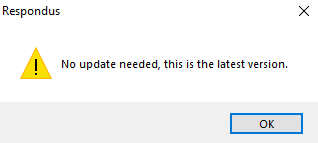 Respondus
No update needed, this is the latest version.
OK